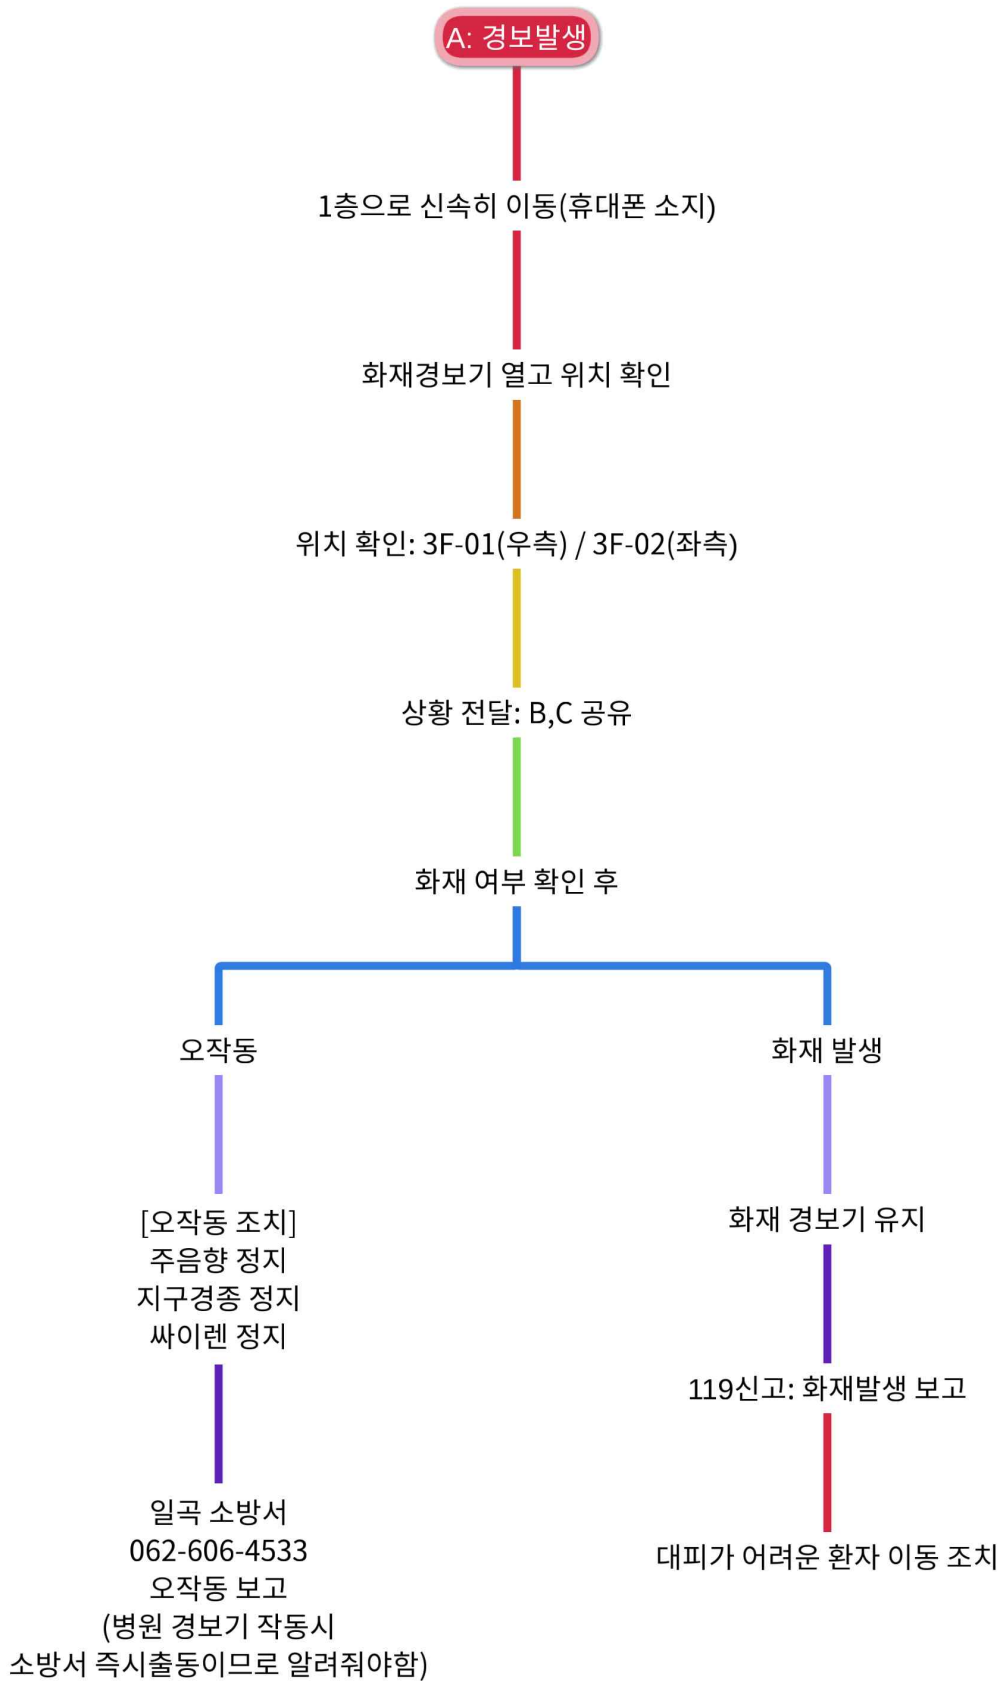 A: 경보발생
1층으로 신속히 이동(휴대폰 소지)
화재경보기 열고 위치 확인
위치 확인: 3F-01(우측) / 3F-02(좌측)
상황 전달: B,C 공유
화재 여부 확인 후
오작동
[오작동 조치]
주음향 정지
지구경종 정지
싸이렌 정지
일곡 소방서
062-606-4533
오작동 보고
(병원 경보기 작동시
소방서 즉시출동이므로 알려줘야함)
화재 발생
화재 경보기 유지
119신고: 화재발생 보고
대피가 어려운 환자 이동 조치